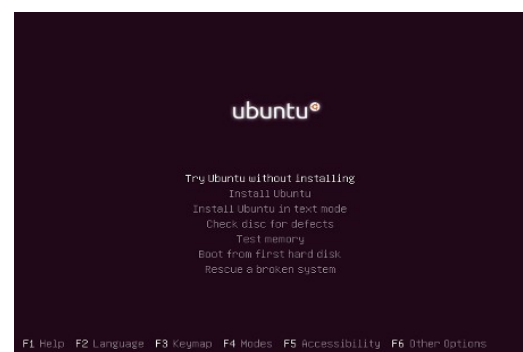 ubuntu
Try Ubuntu without installing
Install Ubuntu
Install Ubuntu in text mode
Check disc for defects
Test memory
Boot from first hard disk
Rescue a broken system
F1 Help F2 Language F3 Keymap F4 Modes F5 Accessibility F6 Other Options